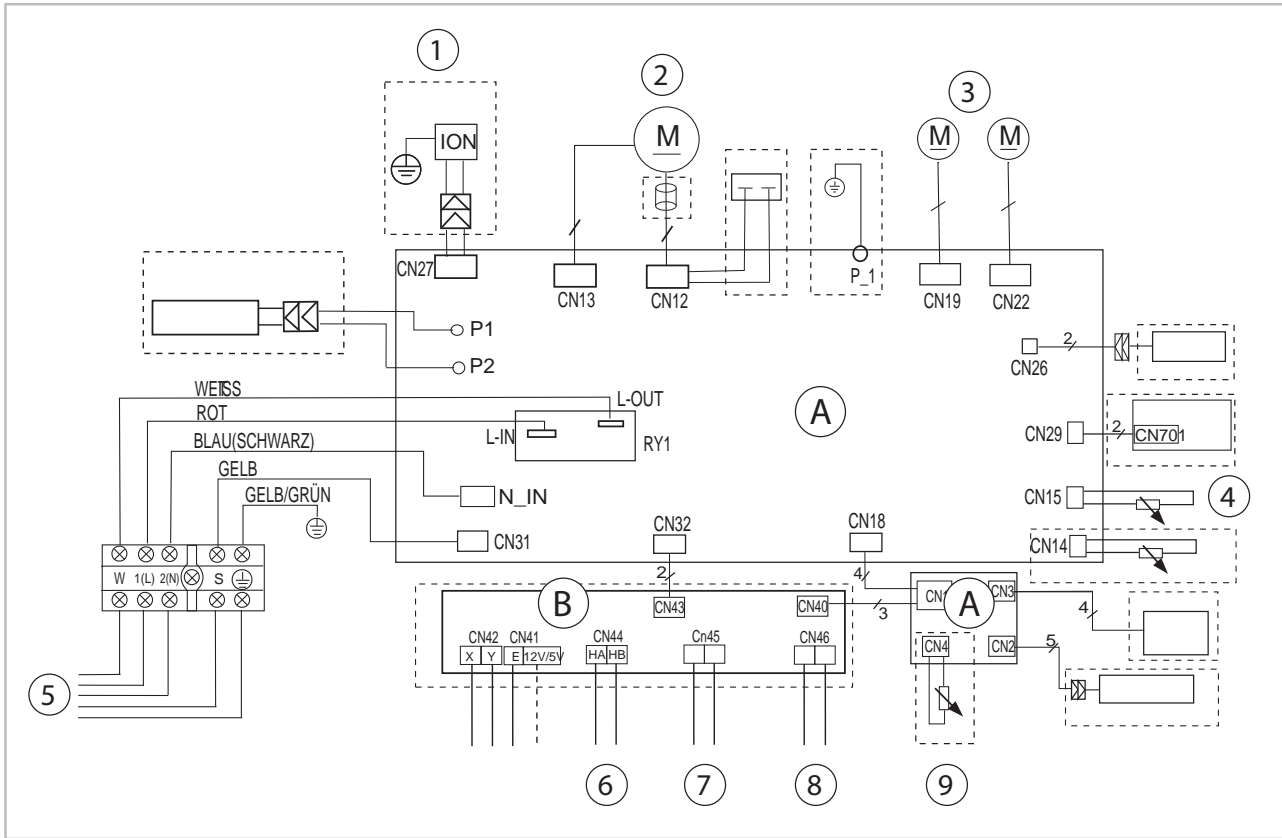 1
2
3
ION
M
M
M
CN27
CN13
CN12
P_1
CN19
CN22
P1
P2
2
CN26
WEISS
L-OUT
ROT
L-IN
RY1
A
CN29
2
CN701
BLAU(SCHWARZ)
GELB
N_IN
CN15
4
GELB/GRÜN
CN31
CN32
CN18
CN14
W 1(L) 2(N) S
2
4
B
CN43
CN40
3
CN1
A
CN3
4
CN42 CN41 CN44 Cn45 CN46
X Y E 12V/5V HA HB
CN4
CN2
5
5
6
7
8
9